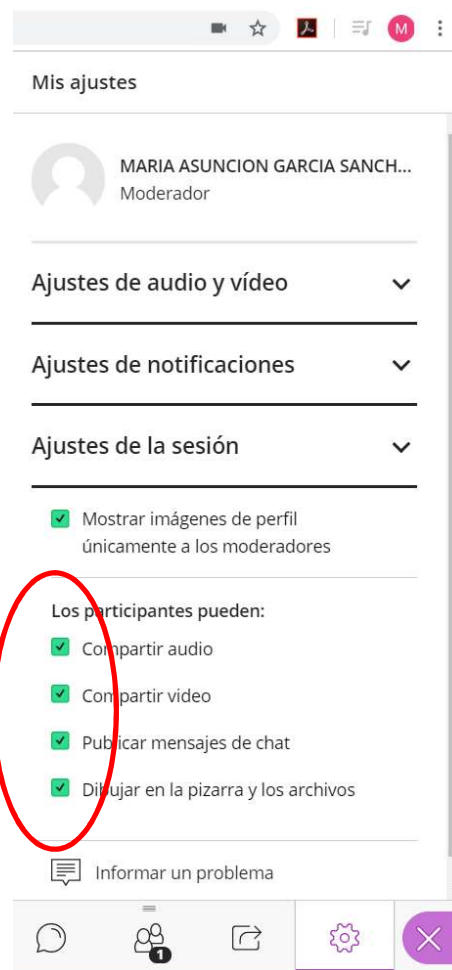 M
Mis ajustes
MARIA ASUNCION GARCIA SANCH...
Moderador
Ajustes de audio y vídeo
Ajustes de notificaciones
Ajustes de la sesión
Mostrar imágenes de perfil
únicamente a los moderadores
Los participantes pueden:
Compartir audio
Compartir video
Publicar mensajes de chat
Dibujar en la pizarra y los archivos
Informar un problema
1